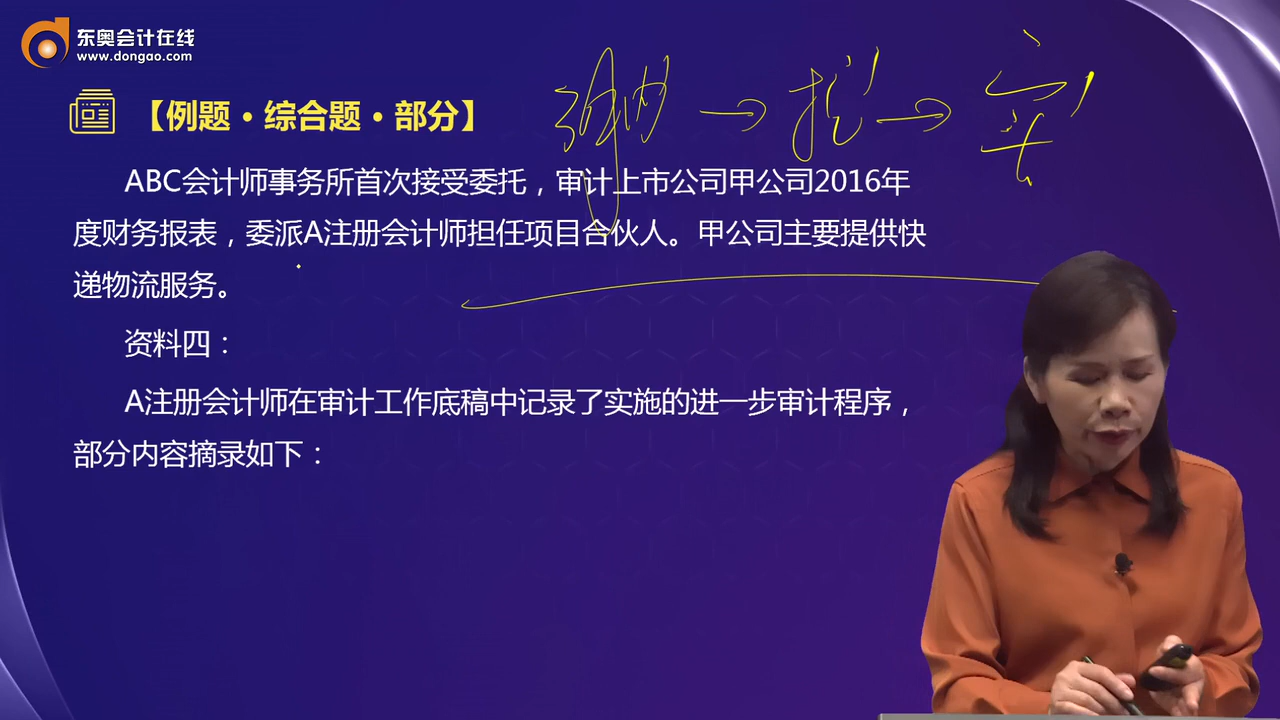 东奥会计在线
www.dongao.com
【例题·综合题·部分】
ABC会计师事务所首次接受委托，审计上市公司甲公司2016年
度财务报表，委派A注册会计师担任项目合伙人。甲公司主要提供快
递物流服务。
资料四：
A注册会计师在审计工作底稿中记录了实施的进一步审计程序，
部分内容摘录如下：